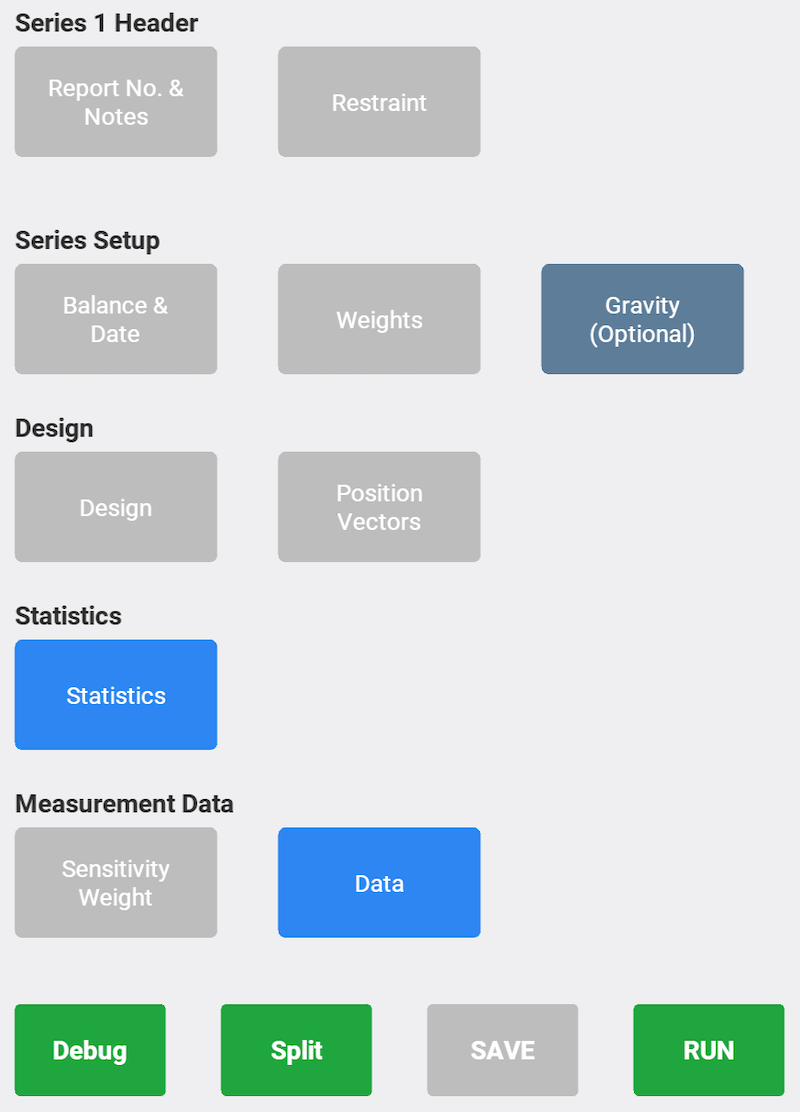 Series 1 Header
Report No. &
Notes
Restraint
Series Setup
Balance &
Date
Weights
Gravity
(Optional)
Design
Design
Position
Vectors
Statistics
Statistics
Measurement Data
Sensitivity
Weight
Data
Debug
Split
SAVE
RUN